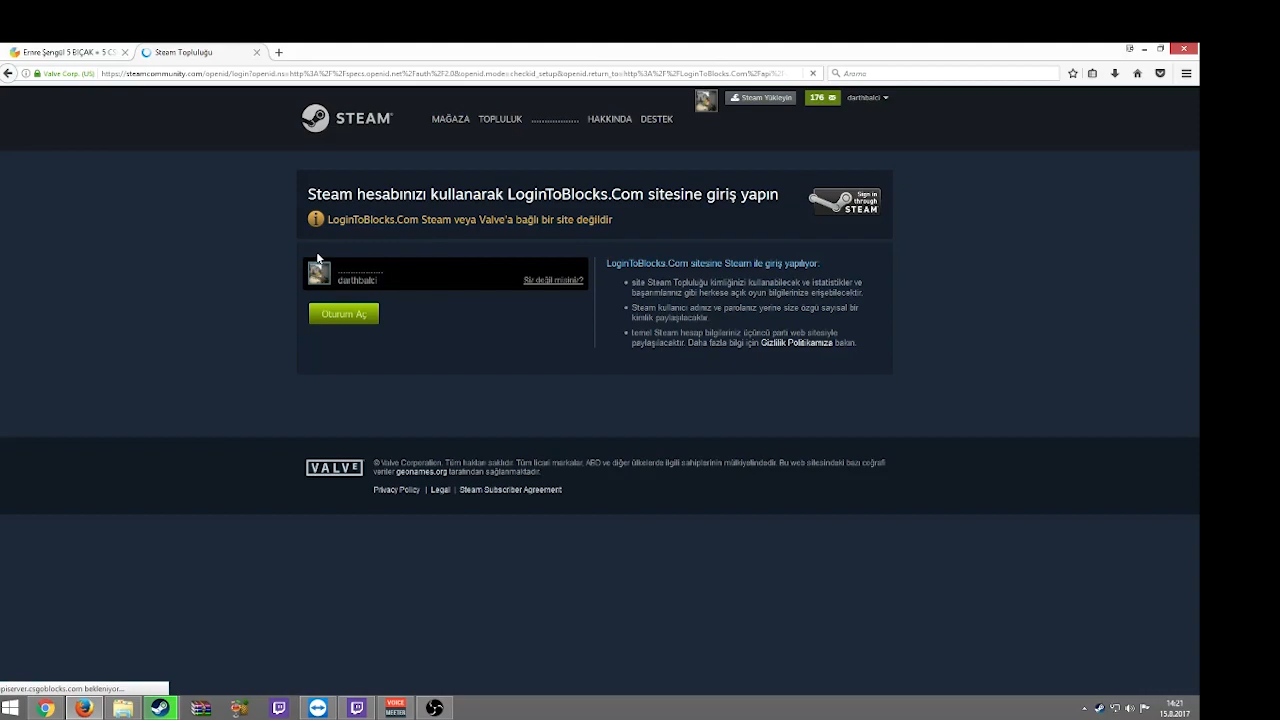 Emre Şengül 5 BIÇAK = 5 CS
Steam Topluluğu
Valve Corp. (US)
https://steamcommunity.com/openid/login?openid.ns=http%3A%2F%2Fspecs.openid.net%2Fauth%2F2.0&openid.mode=checkid_setup&openid.return_to=http%3A%2F%2FLoginToBlocks.Com%2Fapi%2F
Arama
Steam Yükleyin
176
darthbalci
STEAM
MAĞAZA
TOPLULUK
..................
HAKKINDA
DESTEK
Steam hesabınızı kullanarak LoginToBlocks.Com sitesine giriş yapın
Sign in
through
STEAM
LoginToBlocks.Com Steam veya Valve'a bağlı bir site değildir
..................
darthbalci
Siz değil misiniz?
Oturum Aç
LoginToBlocks.Com sitesine Steam ile giriş yapılıyor:
site Steam Topluluğu kimliğinizi kullanabilecek ve istatistikler ve
başarımlarınız gibi herkese açık oyun bilgilerinize erişebilecektir.
Steam kullanıcı adınız ve parolanız yerine size özgü sayısal bir
kimlik paylaşılacaktır.
temel Steam hesap bilgileriniz üçüncü parti web sitesiyle
paylaşılacaktır. Daha fazla bilgi için Gizlilik Politikamıza bakın.
VALVE
© Valve Corporation. Tüm hakları saklıdır. Tüm ticari markalar, ABD ve diğer ülkelerde ilgili sahiplerinin mülkiyetindedir. Bu web sitesindeki bazı coğrafi
veriler geonames.org tarafından sağlanmaktadır.
Privacy Policy | Legal | Steam Subscriber Agreement
piserver.csgoblocks.com bekleniyor...
VOICE
MEETER
14:21
15.8.2017